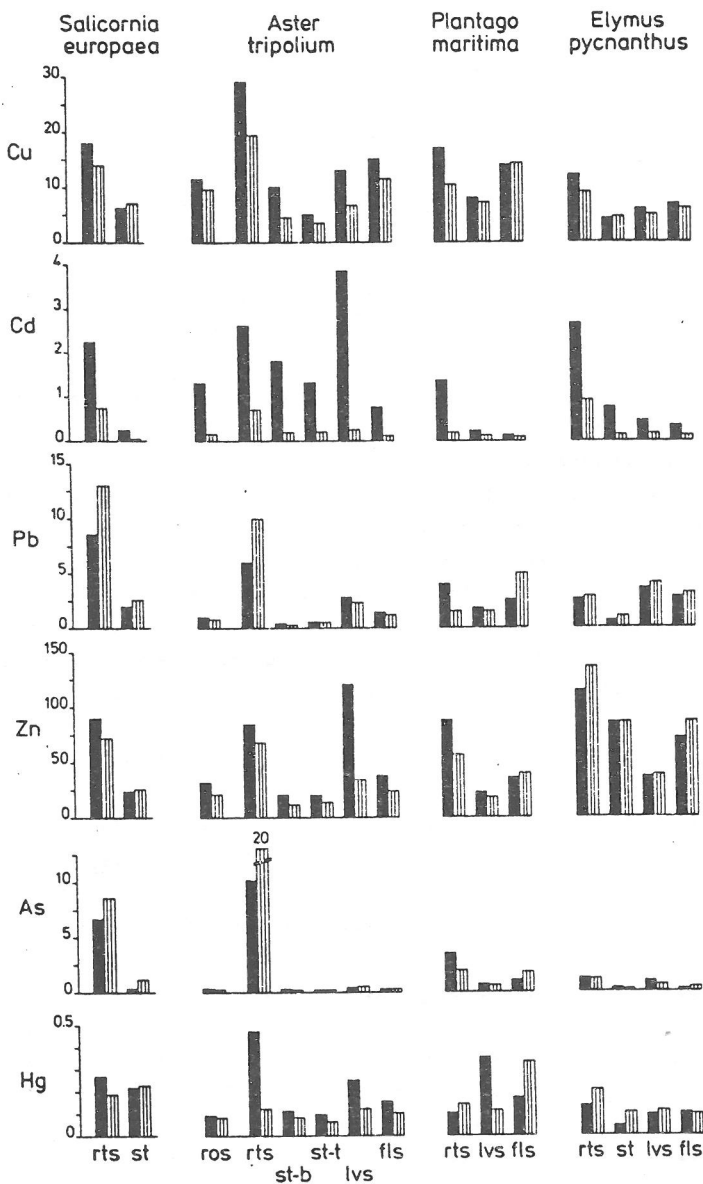 Salicornia Aster Plantago Elymus
europaea tripolium maritima pycnanthus
30
20
Cu
10
0
4
Cd
3
2
1
0
15
Pb
10
5
0
150
100
Zn
50
0
20
As
10
5
0
0.5
Hg
0
rts st ros rts st-t fls rts lvs fls rts st lvs fls
st-b lvs